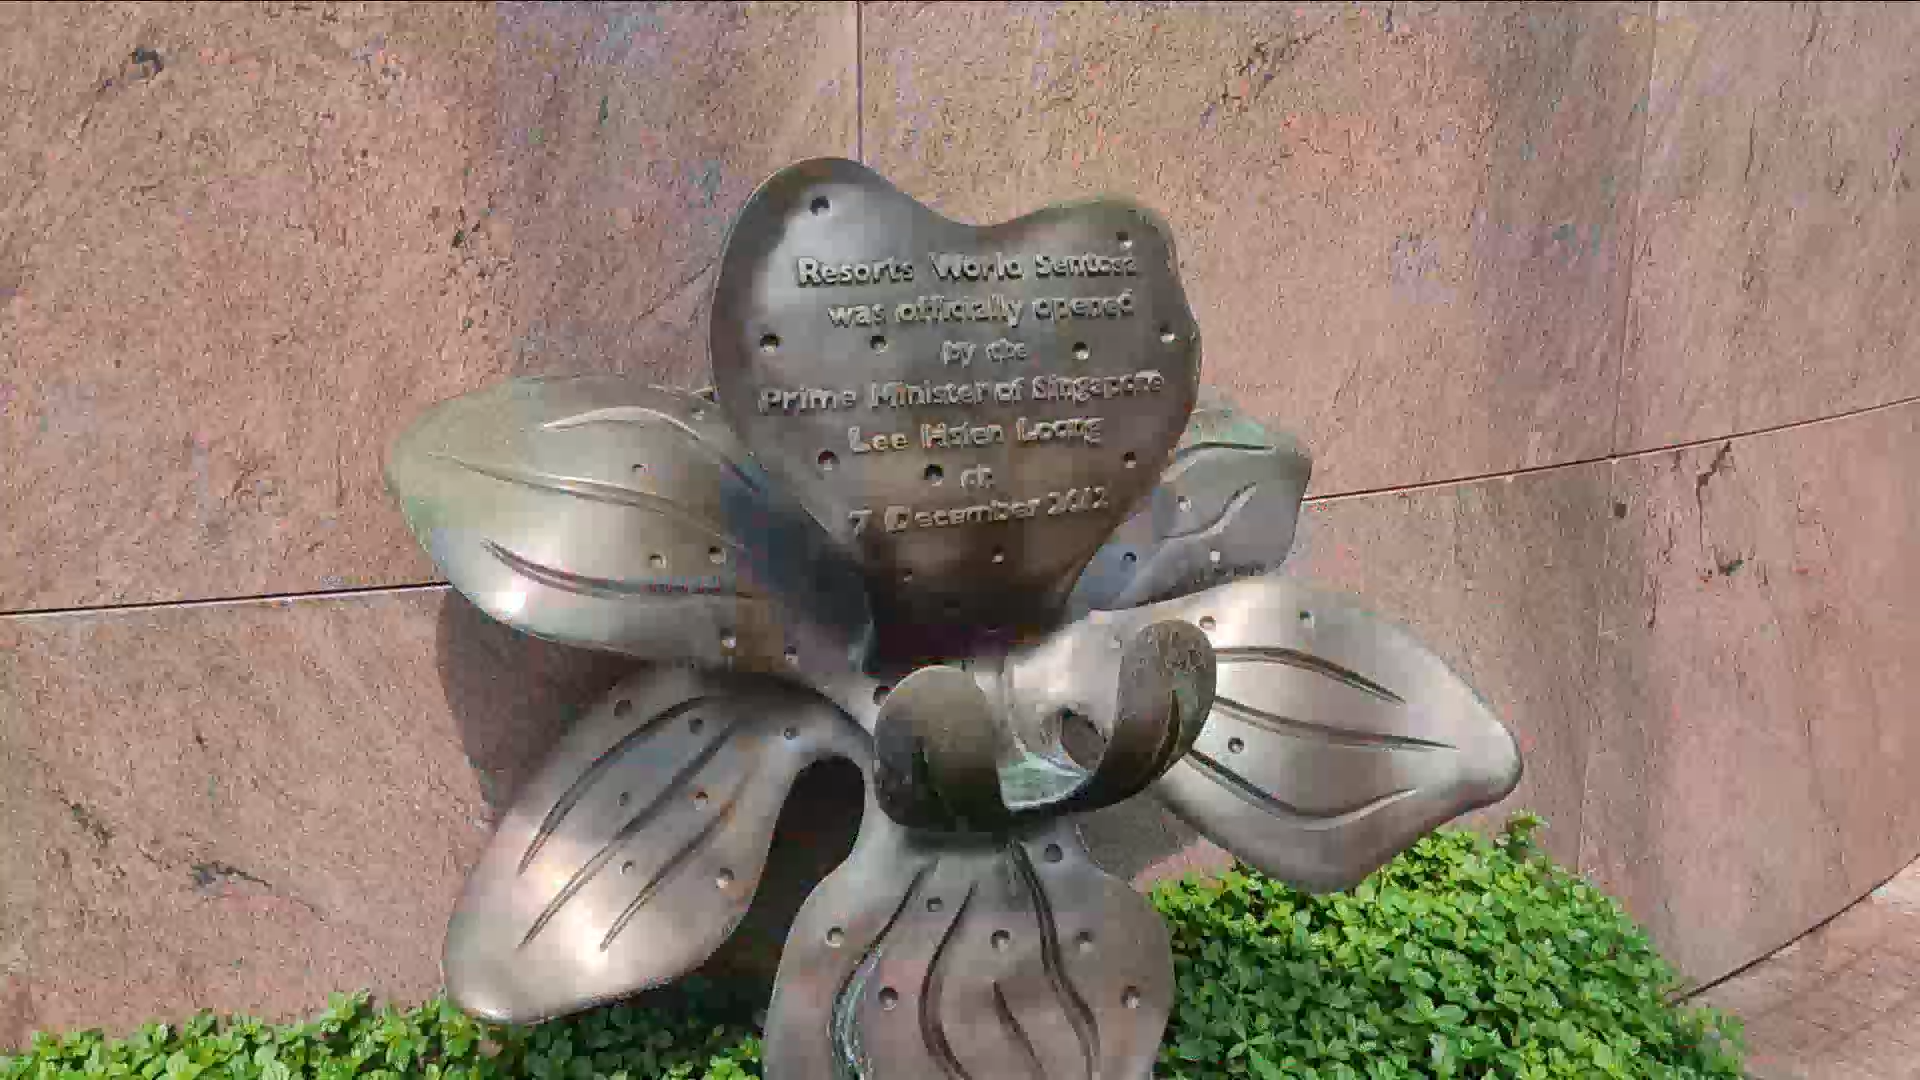 Resorts World Sentosa
was officially opened
by the
Prime Minister of Singapore
Lee Hsien Loong
on
7 December 2012